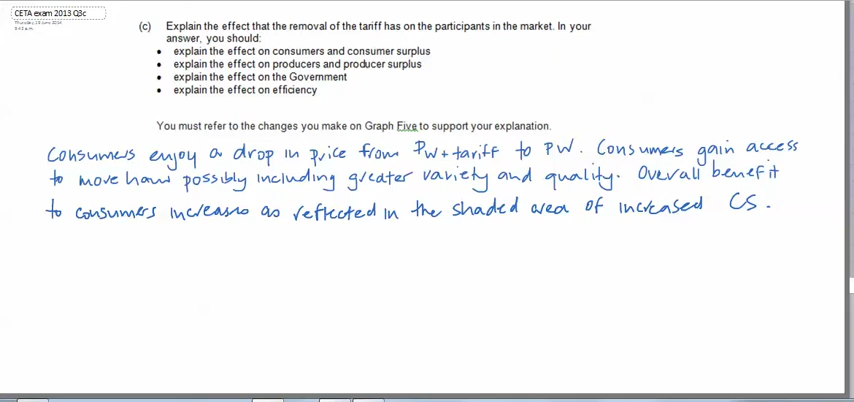 CETA exam 2013 Q3c
(c) Explain the effect that the removal of the tariff has on the participants in the market. In your
answer, you should:
• explain the effect on consumers and consumer surplus
• explain the effect on producers and producer surplus
• explain the effect on the Government
• explain the effect on efficiency
You must refer to the changes you make on Graph Five to support your explanation.
Consumers enjoy a drop in price from Pw+tariff to PW. Consumers gain access
to more possibly including greater variety and quality. Overall benefit
to consumers increases as reflected in the shaded area of increased CS.